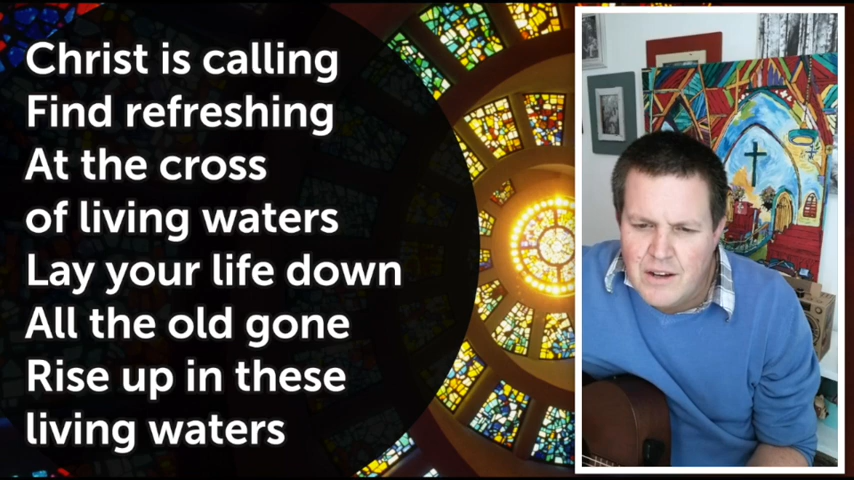 Christ is calling
Find refreshing
At the cross
of living waters
Lay your life down
All the old gone
Rise up in these
living waters